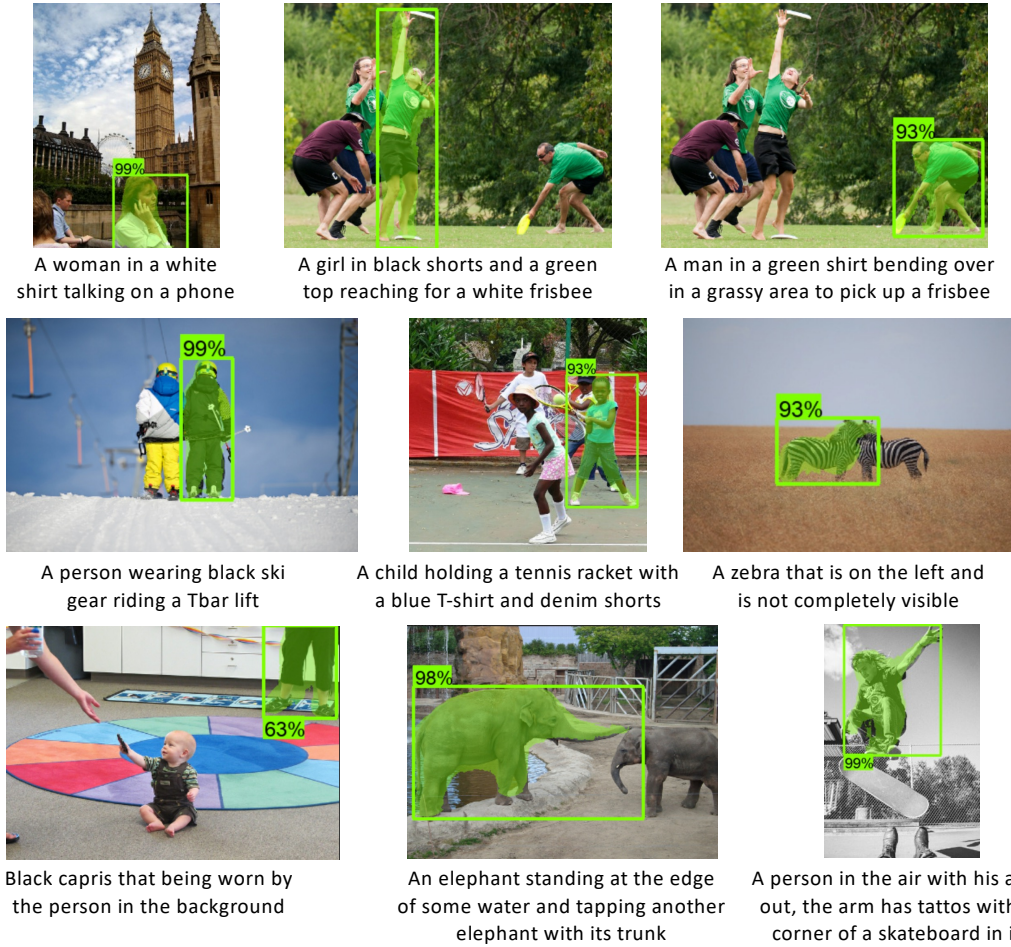 99%
93%
A woman in a white
shirt talking on a phone
A girl in black shorts and a green
top reaching for a white frisbee
A man in a green shirt bending over
in a grassy area to pick up a frisbee
99%
93%
93%
A person wearing black ski
gear riding a Tbar lift
A child holding a tennis racket with
a blue T-shirt and denim shorts
A zebra that is on the left and
is not completely visible
63%
98%
99%
Black capris that being worn by
the person in the background
An elephant standing at the edge
of some water and tapping another
elephant with its trunk
A person in the air with his a
out, the arm has tattos with
corner of a skateboard in i